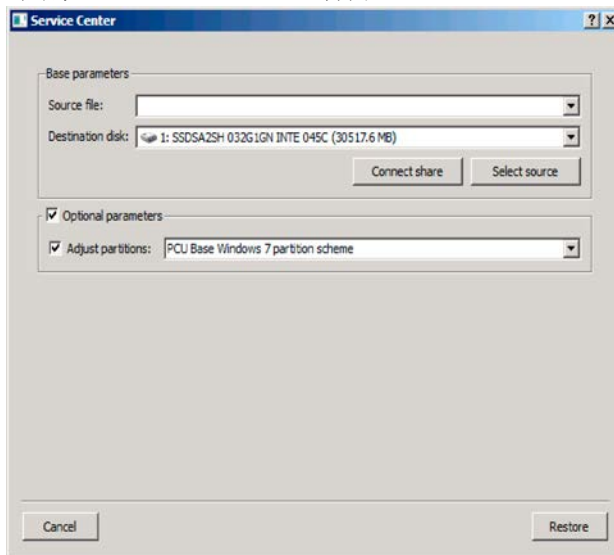 Service Center
Base parameters
Source file:
Destination disk: 1: SSDSA2SH 032G1GN INTE 045C (30517.6 MB)
Connect share Select source
Optional parameters
Adjust partitions: PCU Base Windows 7 partition scheme
Cancel Restore